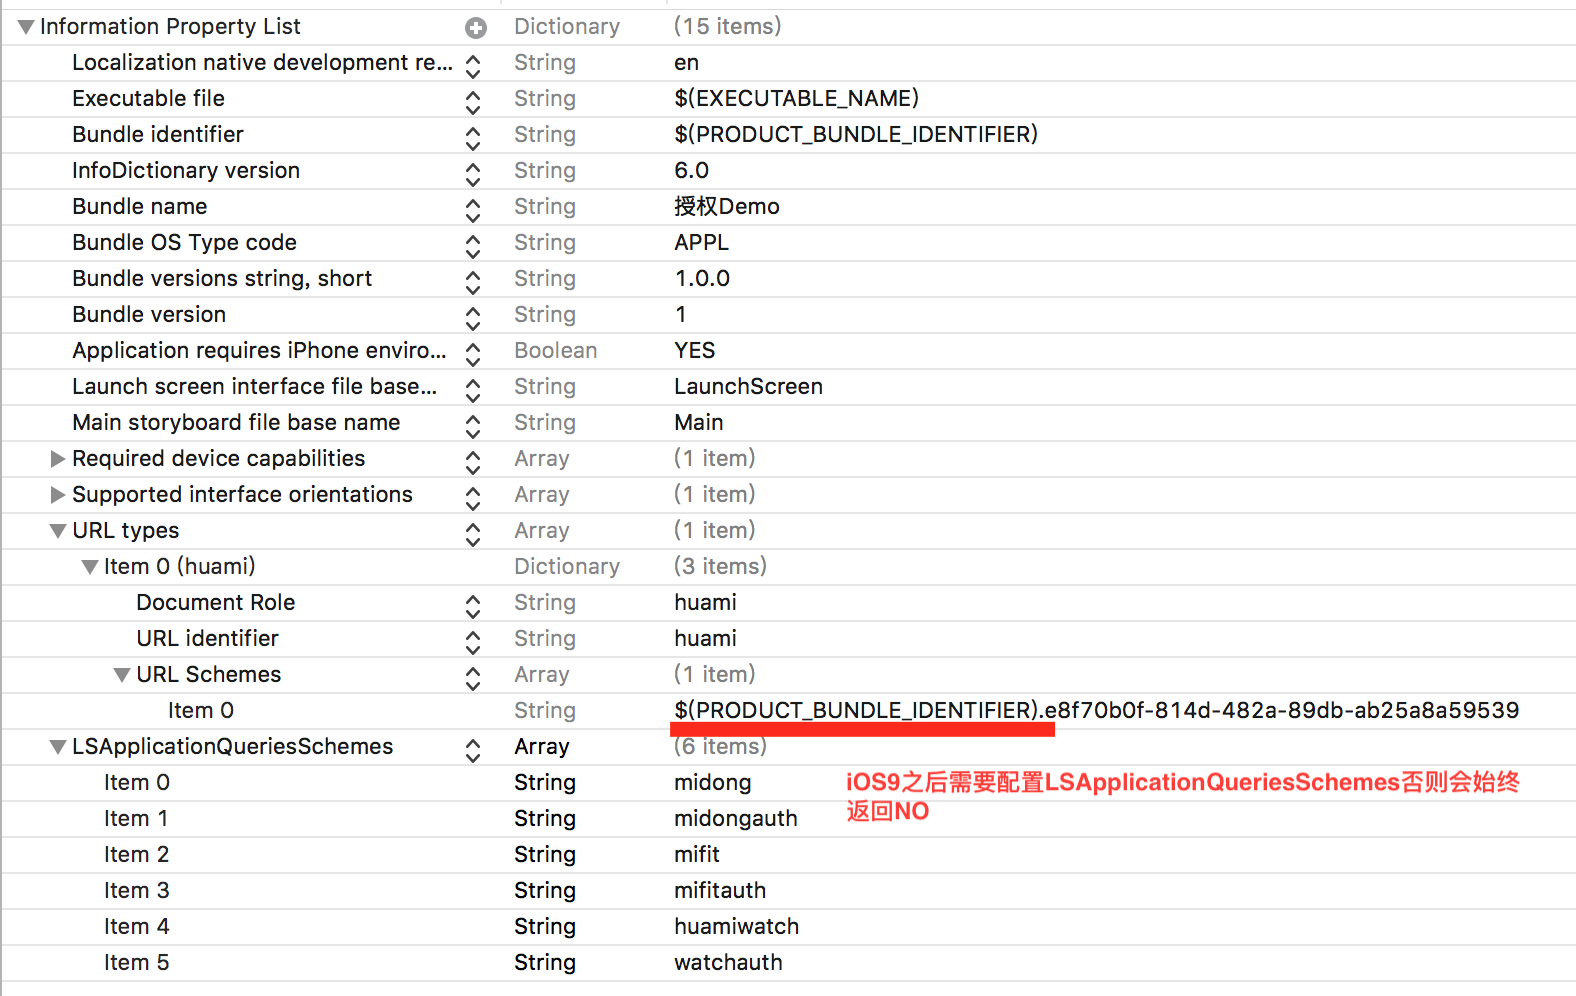 Information Property List Dictionary (15 items)
Localization native development re... String en
Executable file String $(EXECUTABLE_NAME)
Bundle identifier String $(PRODUCT_BUNDLE_IDENTIFIER)
InfoDictionary version String 6.0
Bundle name String 授权Demo
Bundle OS Type code String APPL
Bundle versions string, short String 1.0.0
Bundle version String 1
Application requires iPhone enviro... Boolean YES
Launch screen interface file base... String LaunchScreen
Main storyboard file base name String Main
Required device capabilities Array (1 item)
Supported interface orientations Array (1 item)
URL types Array (1 item)
Item 0 (huami) Dictionary (3 items)
Document Role String huami
URL identifier String huami
URL Schemes Array (1 item)
Item 0 String $(PRODUCT_BUNDLE_IDENTIFIER).e8f70b0f-814d-482a-89db-ab25a8a59539
LSApplicationQueriesSchemes Array (6 items)
Item 0 String midong iOS9之后需要配置LSApplicationQueriesSchemes否则会始终
返回NO
Item 1 String midongauth
Item 2 String mifit
Item 3 String mifitauth
Item 4 String huamiwatch
Item 5 String watchauth